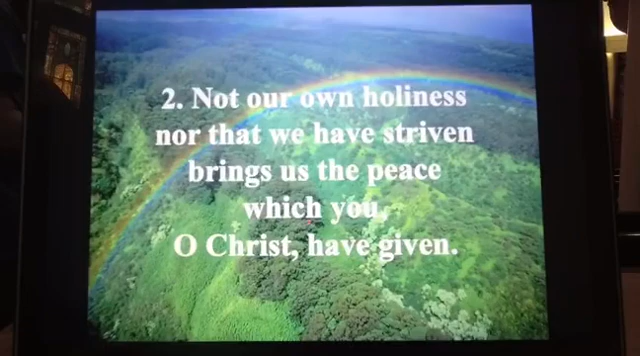 2. Not our own holiness
nor that we have striven
brings us the peace
which you,
O Christ, have given.